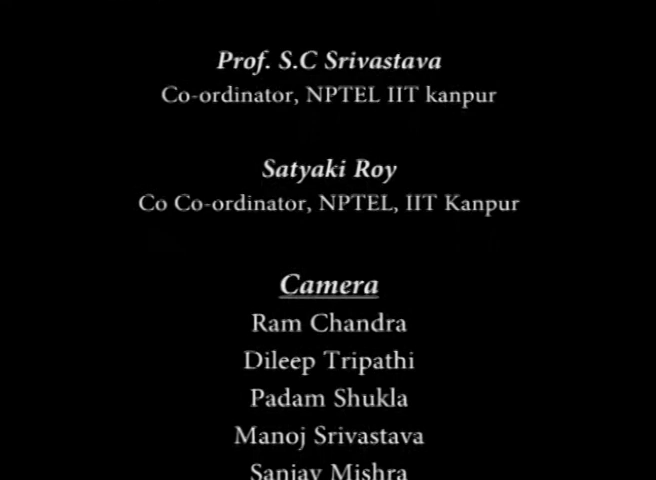 Prof. S.C Srivastava
Co-ordinator, NPTEL IIT kanpur
Satyaki Roy
Co Co-ordinator, NPTEL, IIT Kanpur
Camera
Ram Chandra
Dileep Tripathi
Padam Shukla
Manoj Srivastava
Sanjay Mishra